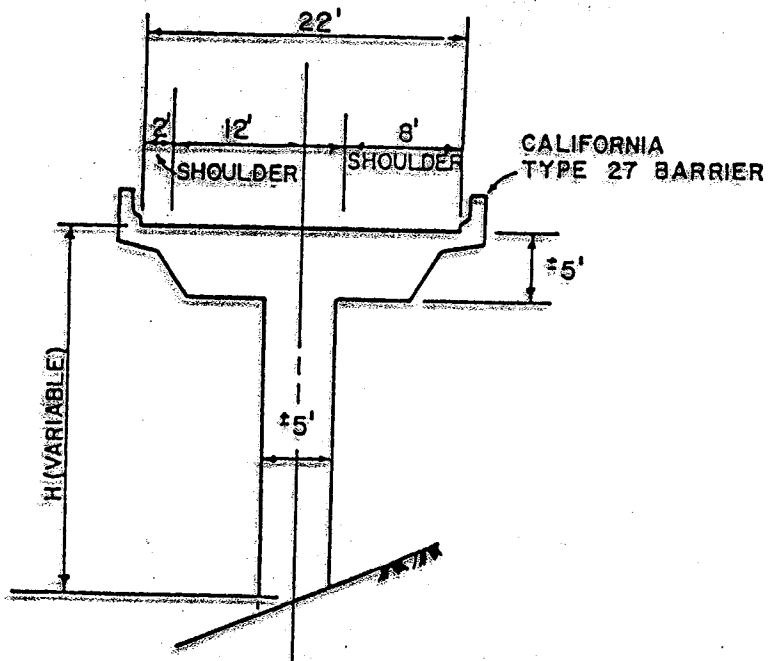 22'
2' 12' 8'
SHOULDER SHOULDER
CALIFORNIA
TYPE 27 BARRIER
±5'
H (VARIABLE)
±5'